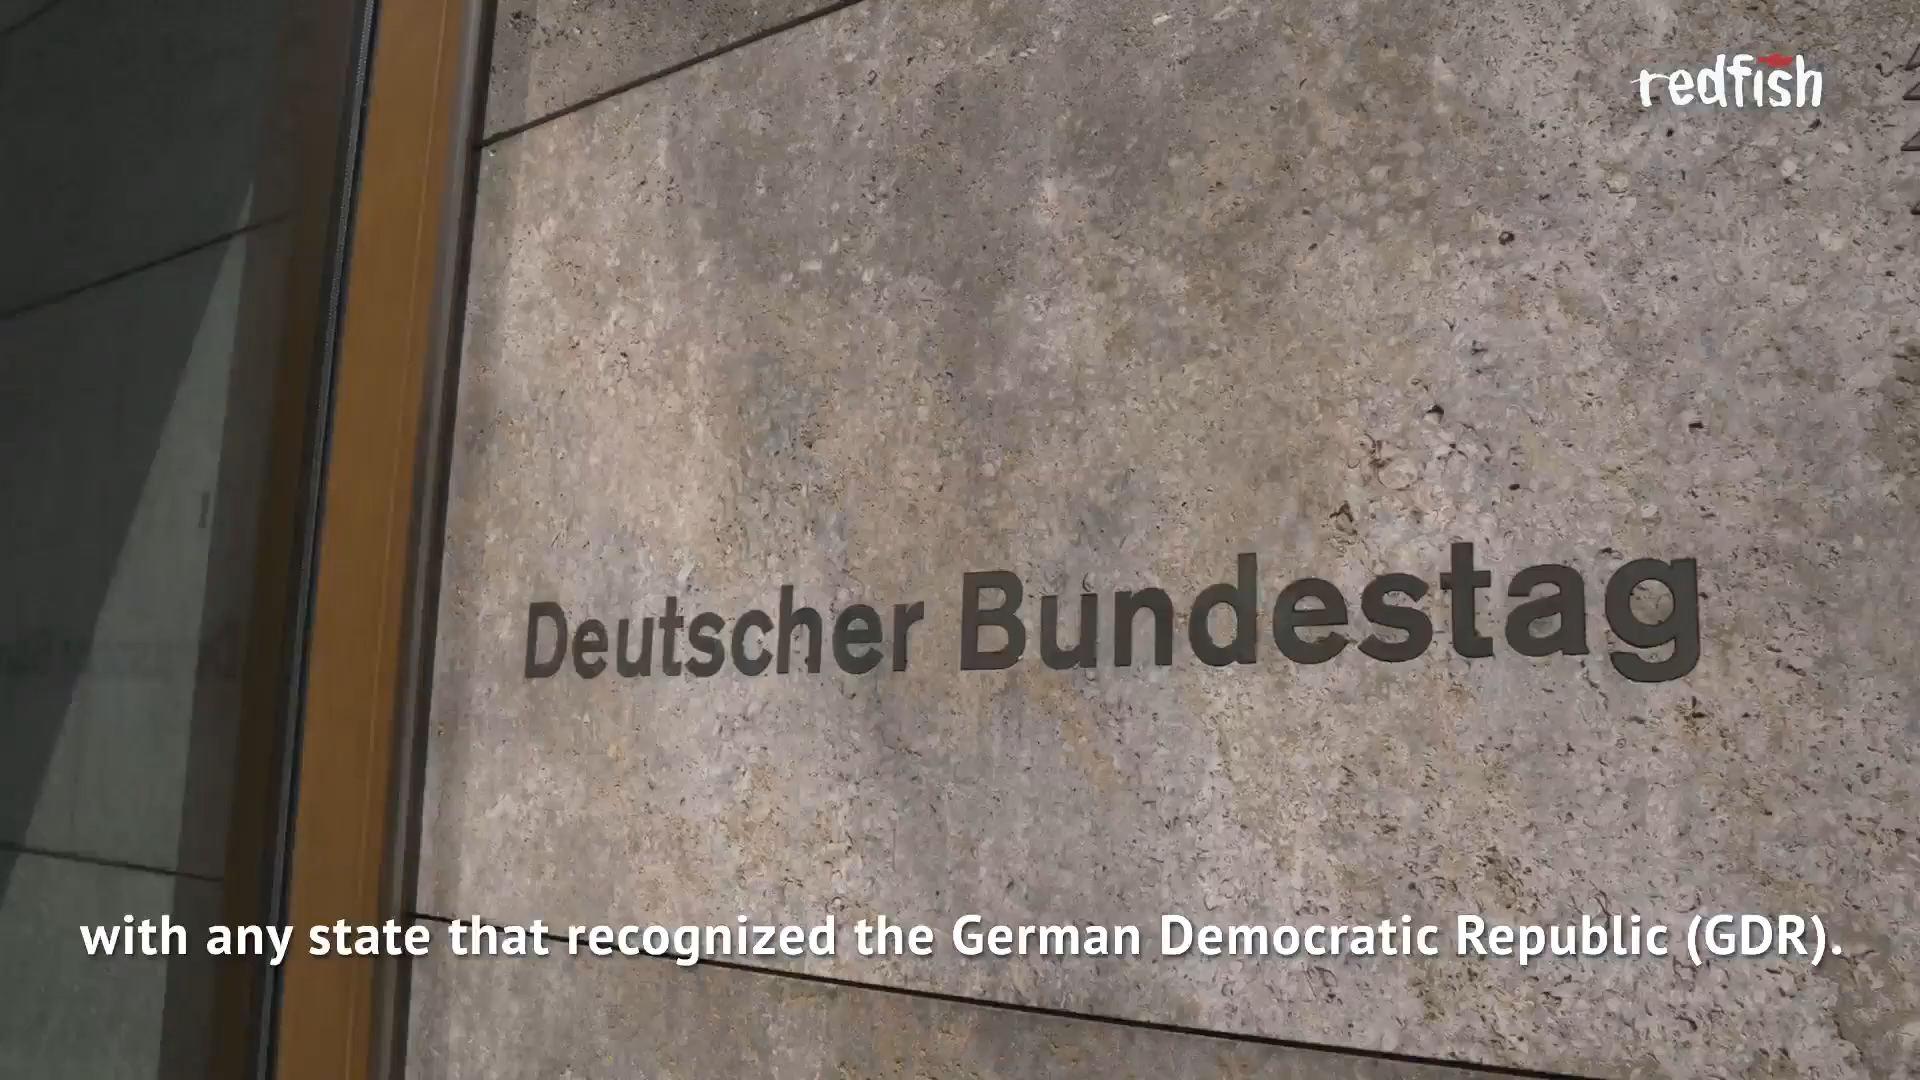 redfish
Deutscher Bundestag
with any state that recognized the German Democratic Republic (GDR).